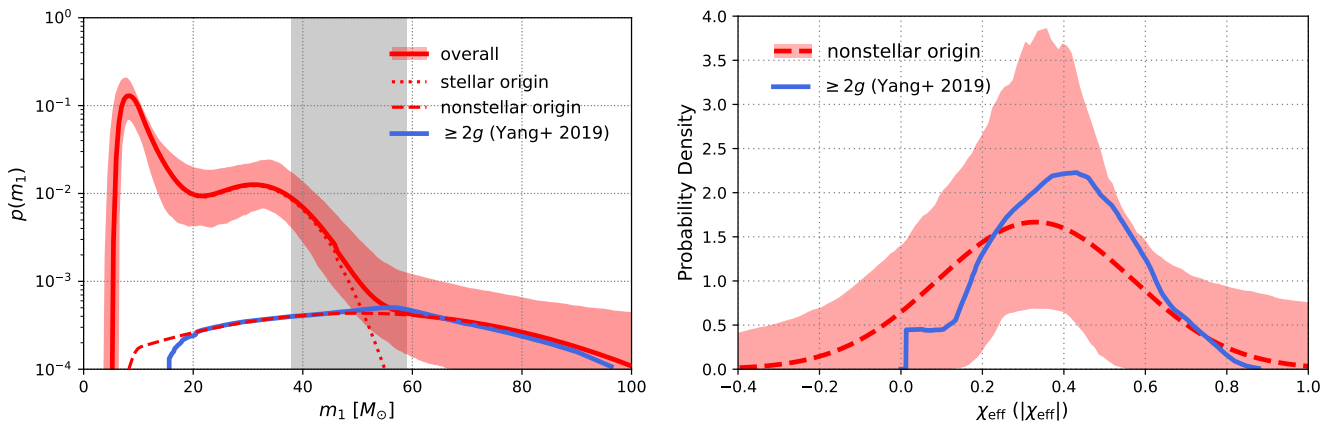 10⁰
10⁻¹
10⁻²
10⁻³
10⁻⁴
p(m₁)
overall
stellar origin
nonstellar origin
≥ 2g (Yang+ 2019)
0 20 40 60 80 100
m₁ [M⊙]
4.0
3.5
3.0
2.5
2.0
1.5
1.0
0.5
0.0
Probability Density
nonstellar origin
≥ 2g (Yang+ 2019)
−0.4 −0.2 0.0 0.2 0.4 0.6 0.8 1.0
χeff (|χeff|)